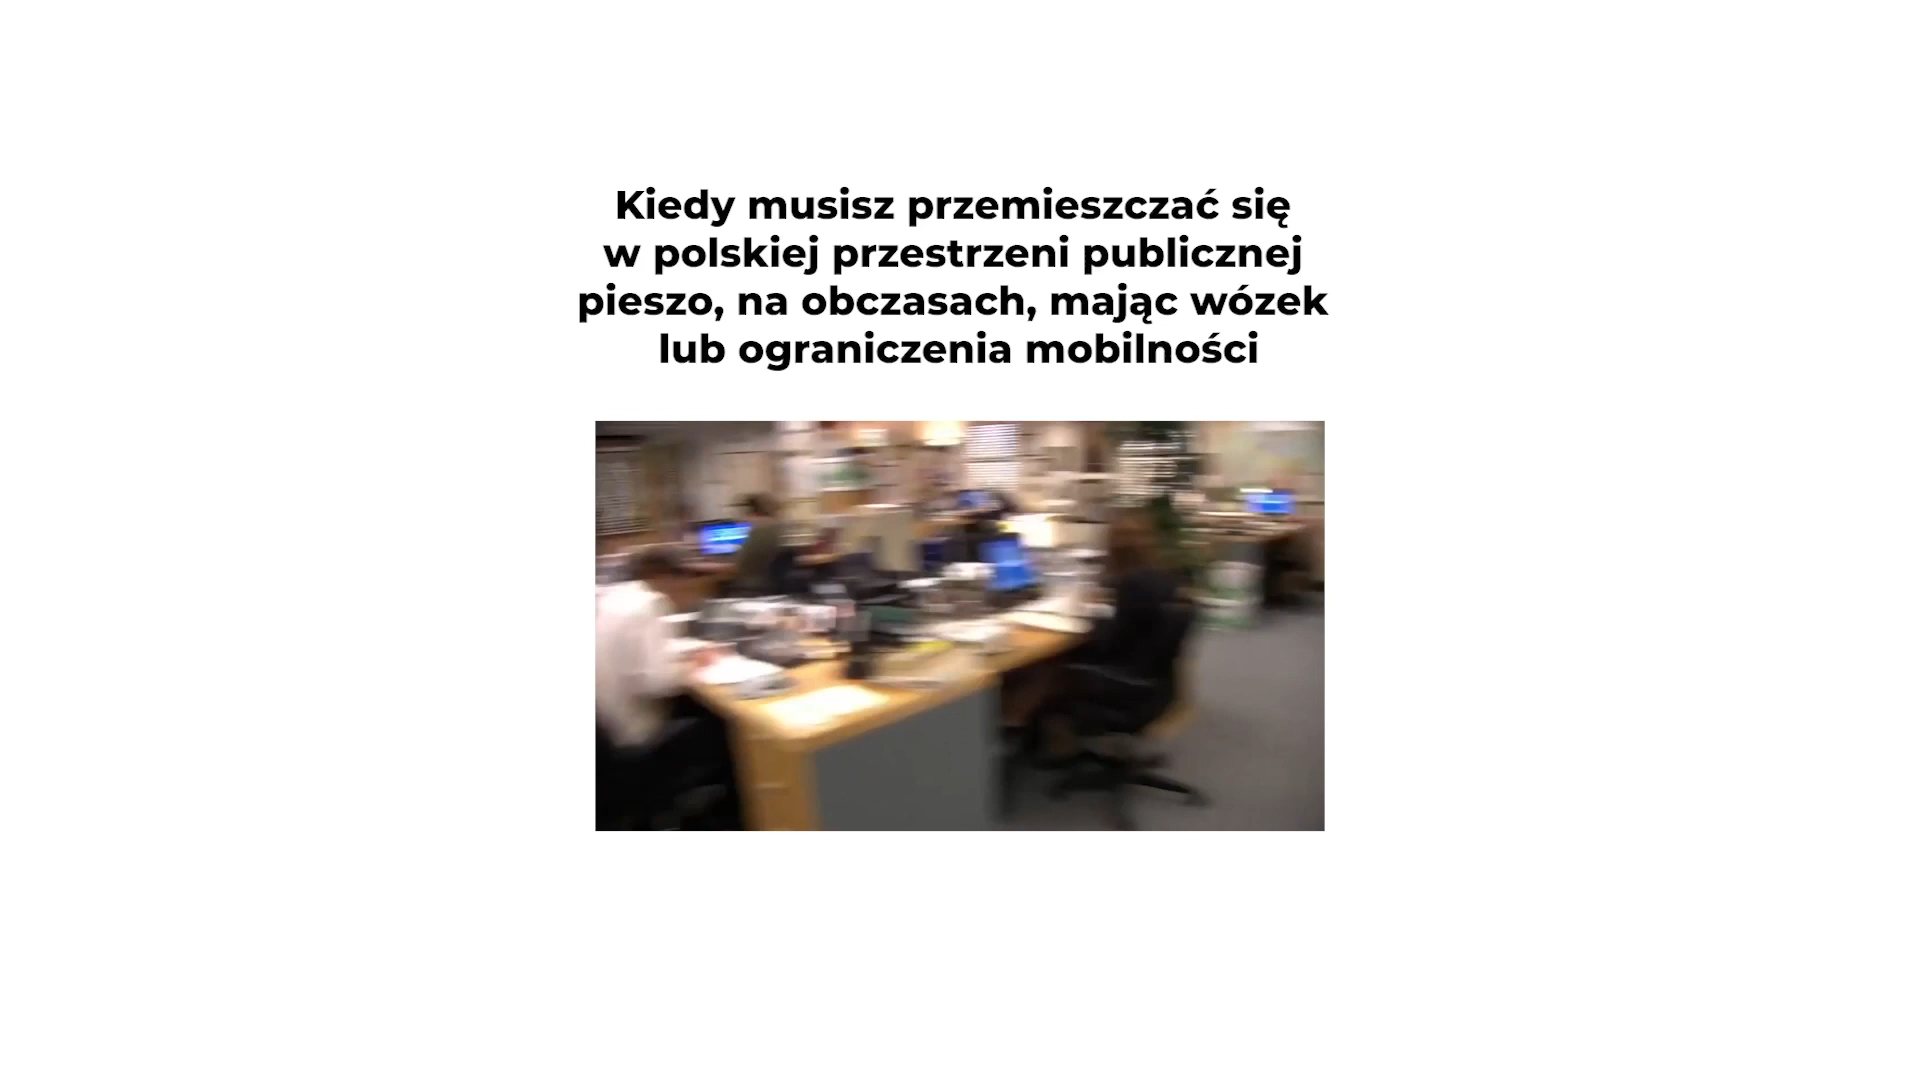 Kiedy musisz przemieszczać się
w polskiej przestrzeni publicznej
pieszo, na obczasach, mając wózek
lub ograniczenia mobilności